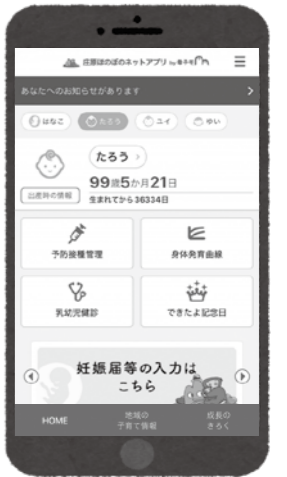 庄原ほのぼのネットアプリ by 母子モ
あなたへのお知らせがあります
はなこ たろう ユイ ゆい
たろう
99歳5か月21日
出産時の情報
生まれてから36334日
予防接種管理 身体発育曲線
乳幼児健診 できたよ記念日
妊娠届等の入力は
こちら
HOME 地域の 成長の
子育て情報 きろく